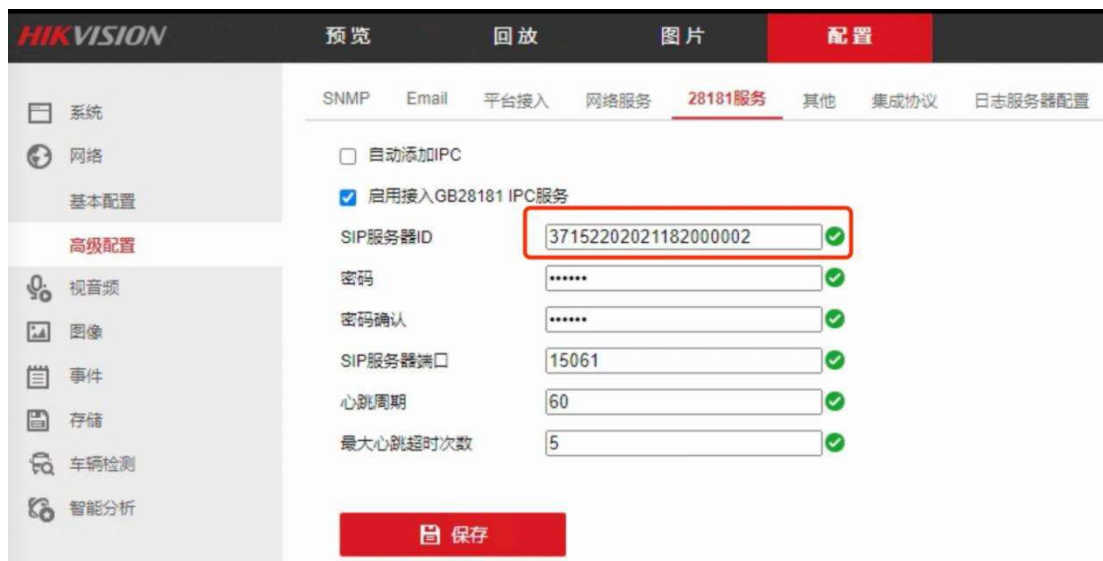 HIKVISION 预览 回放 图片 配置
系统
网络
基本配置
高级配置
视音频
图像
事件
存储
车辆检测
智能分析
SNMP Email 平台接入 网络服务 28181服务 其他 集成协议 日志服务器配置
自动添加IPC
启用接入GB28181 IPC服务
SIP服务器ID 37152202021182000002
密码 ••••••
密码确认 ••••••
SIP服务器端口 15061
心跳周期 60
最大心跳超时次数 5
保存